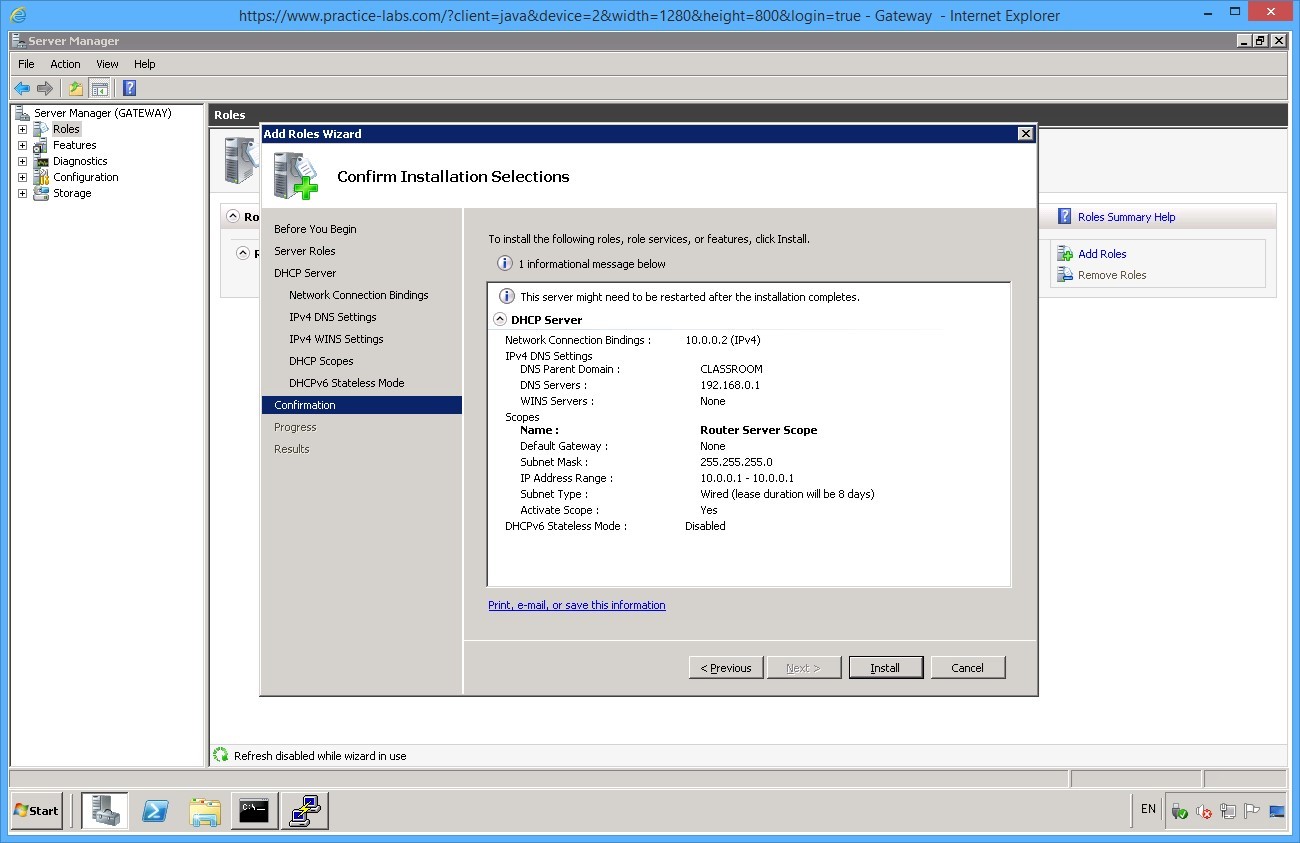 https://www.practice-labs.com/?client=java&device=2&width=1280&height=800&login=true - Gateway - Internet Explorer
Server Manager
File Action View Help
Server Manager (GATEWAY)
Roles
Features
Diagnostics
Configuration
Storage
Roles
Ro
Roles Summary Help
Add Roles
Remove Roles
Add Roles Wizard
Confirm Installation Selections
Before You Begin
Server Roles
DHCP Server
Network Connection Bindings
IPv4 DNS Settings
IPv4 WINS Settings
DHCP Scopes
DHCPv6 Stateless Mode
Confirmation
Progress
Results
To install the following roles, role services, or features, click Install.
1 informational message below
This server might need to be restarted after the installation completes.
DHCP Server
Network Connection Bindings : 10.0.0.2 (IPv4)
IPv4 DNS Settings
DNS Parent Domain : CLASSROOM
DNS Servers : 192.168.0.1
WINS Servers : None
Scopes
Name : Router Server Scope
Default Gateway : None
Subnet Mask : 255.255.255.0
IP Address Range : 10.0.0.1 - 10.0.0.1
Subnet Type : Wired (lease duration will be 8 days)
Activate Scope : Yes
DHCPv6 Stateless Mode : Disabled
Print, e-mail, or save this information
< Previous Next > Install Cancel
Refresh disabled while wizard in use
Start
C:\_
EN